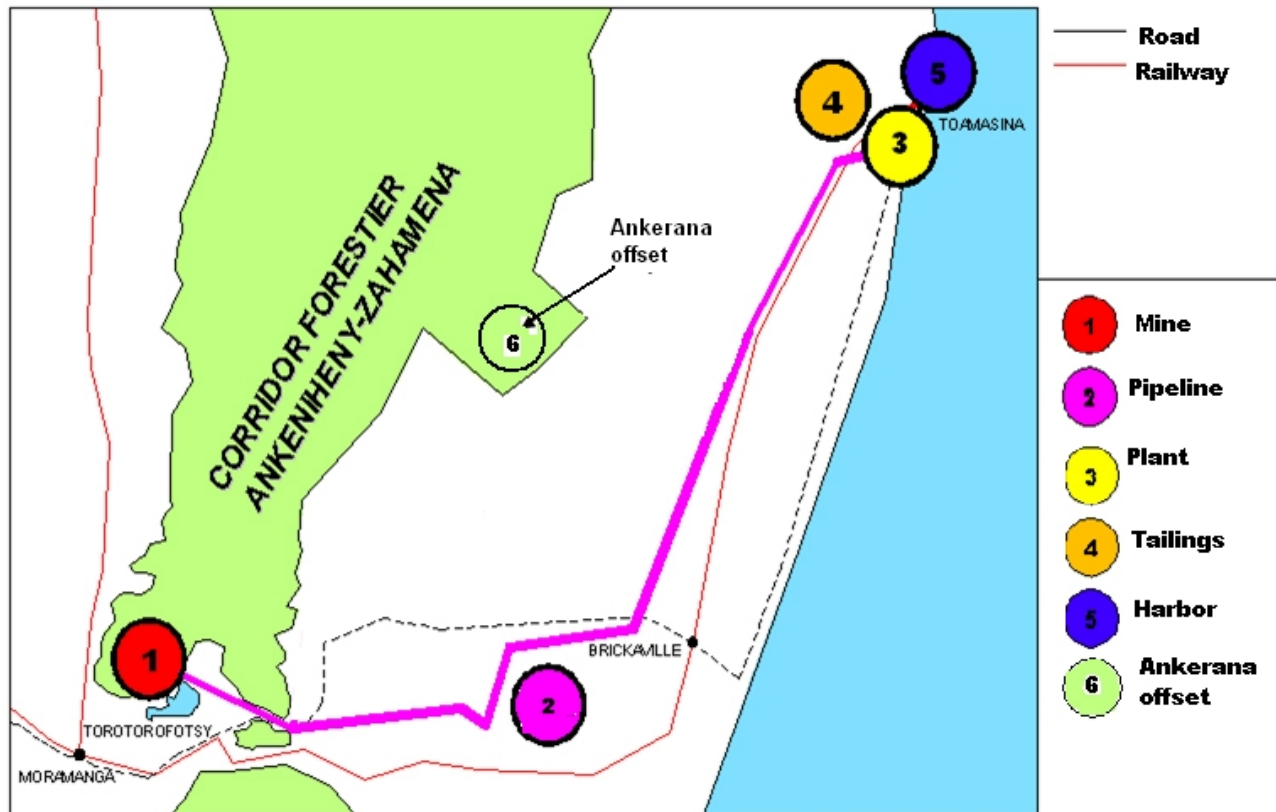 CORRIDOR FORESTIER
ANKENIHENY-ZAHAMENA
Ankerana
offset
6
4
5
TOAMASINA
3
1
TOROTOROFOTSY
MORAMANGA
2
BRICKAVILLE
Road
Railway
1 Mine
2 Pipeline
3 Plant
4 Tailings
5 Harbor
6 Ankerana
offset